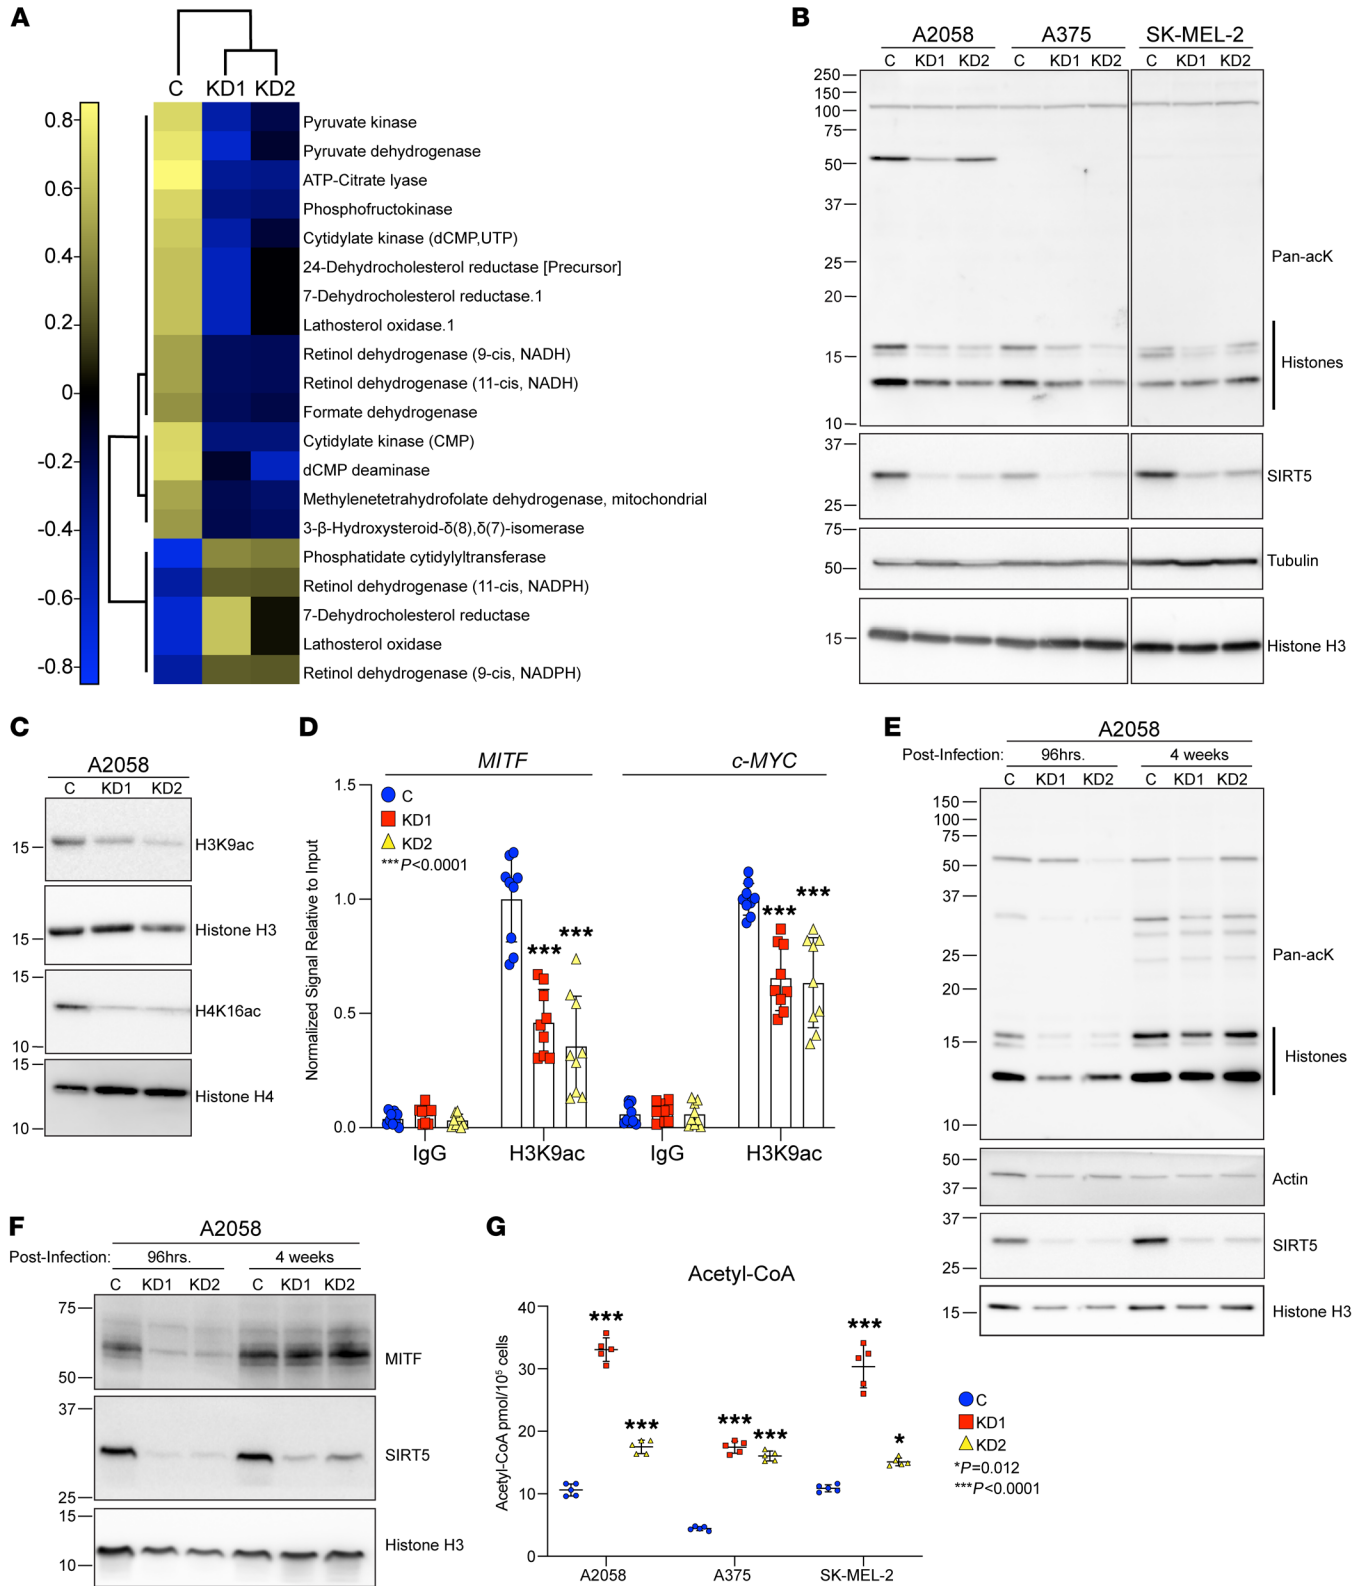 A
C KD1 KD2
0.8
0.6
0.4
0.2
0
-0.2
-0.4
-0.6
-0.8
Pyruvate kinase
Pyruvate dehydrogenase
ATP-Citrate lyase
Phosphofructokinase
Cytidylate kinase (dCMP,UTP)
24-Dehydrocholesterol reductase [Precursor]
7-Dehydrocholesterol reductase.1
Lathosterol oxidase.1
Retinol dehydrogenase (9-cis, NADH)
Retinol dehydrogenase (11-cis, NADH)
Formate dehydrogenase
Cytidylate kinase (CMP)
dCMP deaminase
Methylenetetrahydrofolate dehydrogenase, mitochondrial
3-β-Hydroxysteroid-δ(8),δ(7)-isomerase
Phosphatidate cytidylyltransferase
Retinol dehydrogenase (11-cis, NADPH)
7-Dehydrocholesterol reductase
Lathosterol oxidase
Retinol dehydrogenase (9-cis, NADPH)
B
A2058 A375 SK-MEL-2
C KD1 KD2 C KD1 KD2 C KD1 KD2
250
150
100
75
50
37
25
20
15
10
Pan-acK
Histones
37
25
SIRT5
75
50
Tubulin
15
Histone H3
C
A2058
C KD1 KD2
15
H3K9ac
15
Histone H3
15
10
H4K16ac
15
10
Histone H4
D
MITF c-MYC
Normalized Signal Relative to Input
1.5
1.0
0.5
0.0
C
KD1
KD2
***P<0.0001
*** *** *** ***
IgG H3K9ac IgG H3K9ac
E
A2058
Post-Infection: 96hrs. 4 weeks
C KD1 KD2 C KD1 KD2
150
100
75
50
37
25
20
15
10
Pan-acK
Histones
50
37
Actin
37
25
SIRT5
15
Histone H3
F
A2058
Post-Infection: 96hrs. 4 weeks
C KD1 KD2 C KD1 KD2
75
50
MITF
37
25
SIRT5
15
10
Histone H3
G
Acetyl-CoA
Acetyl-CoA pmol/10⁵ cells
40
30
20
10
0
*** *** *** *** *** *
A2058 A375 SK-MEL-2
C
KD1
KD2
*P=0.012
***P<0.0001